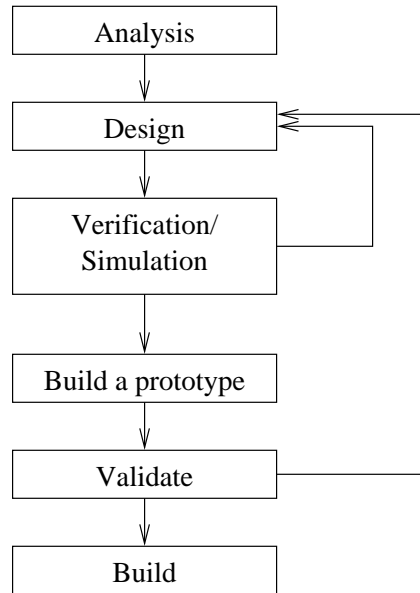 Analysis
Design
Verification/
Simulation
Build a prototype
Validate
Build